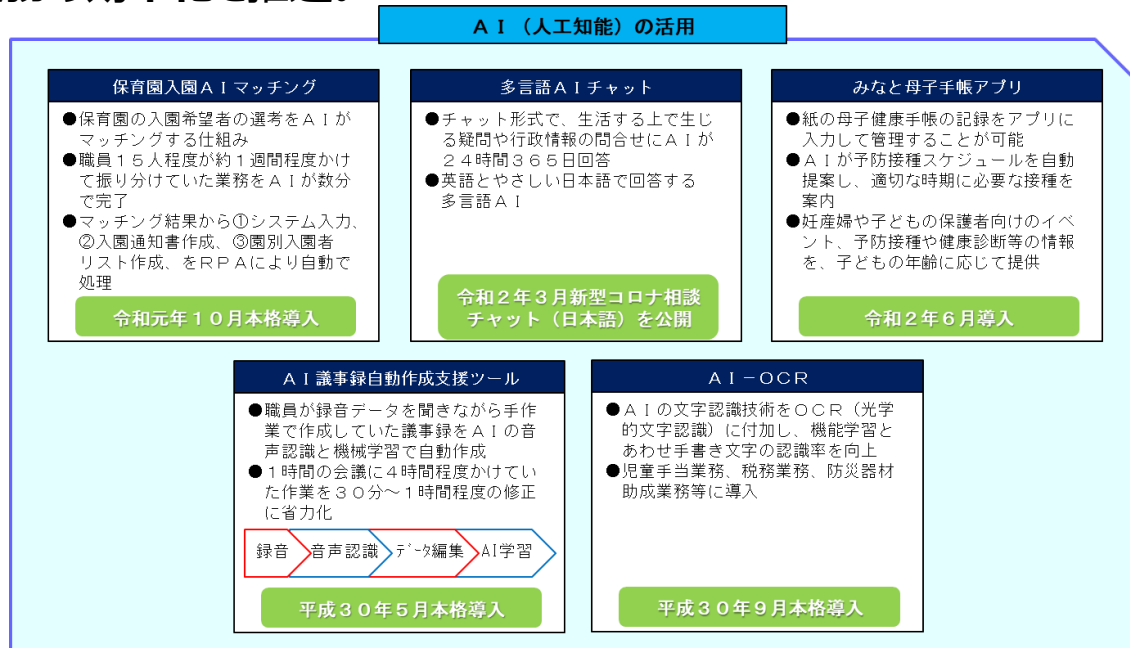 ＡＩ（人工知能）の活用
保育園入園ＡＩマッチング
●保育園の入園希望者の選考をＡＩが
マッチングする仕組み
●職員１５人程度が約１週間程度かけ
て振り分けていた業務をＡＩが数分
で完了
●マッチング結果から①システム入力、
②入園通知書作成、③園別入園者
リスト作成、をＲＰＡにより自動で
処理
令和元年１０月本格導入
多言語ＡＩチャット
●チャット形式で、生活する上で生じ
る疑問や行政情報の問合せにＡＩが
２４時間３６５日回答
●英語とやさしい日本語で回答する
多言語ＡＩ
令和２年３月新型コロナ相談
チャット（日本語）を公開
みなと母子手帳アプリ
●紙の母子健康手帳の記録をアプリに
入力して管理することが可能
●ＡＩが予防接種スケジュールを自動
提案し、適切な時期に必要な接種を
案内
●妊産婦や子どもの保護者向けのイベ
ント、予防接種や健康診断等の情報
を、子どもの年齢に応じて提供
令和２年６月導入
ＡＩ議事録自動作成支援ツール
●職員が録音データを聞きながら手作
業で作成していた議事録をＡＩの音
声認識と機械学習で自動作成
●１時間の会議に４時間程度かけてい
た作業を３０分～１時間程度の修正
に省力化
録音 音声認識 ﾃﾞｰﾀ編集 AI学習
平成３０年５月本格導入
ＡＩ－ＯＣＲ
●ＡＩの文字認識技術をＯＣＲ（光学
的文字認識）に付加し、機能学習と
あわせ手書き文字の認識率を向上
●児童手当業務、税務業務、防災器材
助成業務等に導入
平成３０年９月本格導入